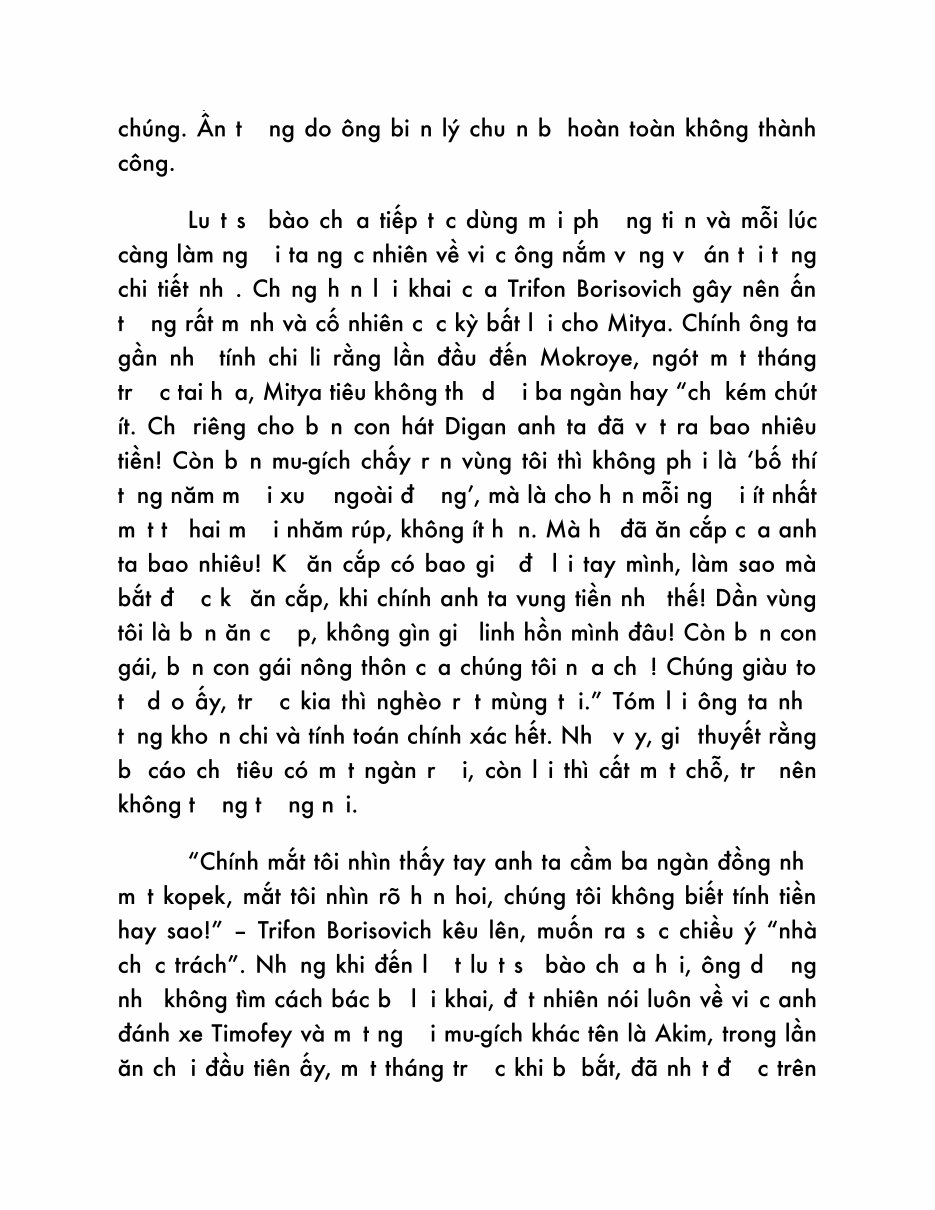 chúng. Ấn t ng do ông bi n lý chu n b hoàn toàn không thành
công.
Lu t s bào ch a tiếp t c dùng m i ph ng ti n và mỗi lúc
càng làm ng i ta ng c nhiên về vi c ông nắm v ng v án t i t ng
chi tiết nh . Ch ng h n l i khai c a Trifon Borisovich gây nên ấn
t ng rất m nh và cố nhiên c c kỳ bất l i cho Mitya. Chính ông ta
gần nh tính chi li rằng lần đầu đến Mokroye, ngót m t tháng
tr c tai h a, Mitya tiêu không th d i ba ngàn hay “ch kém chút
ít. Ch riêng cho b n con hát Digan anh ta đã v t ra bao nhiêu
tiền! Còn b n mu-gích chấy r n vùng tôi thì không ph i là ‘bố thí
t ng năm m i xu ngoài đ ng’, mà là cho h n mỗi ng i ít nhất
m t t hai m i nhăm rúp, không ít h n. Mà h đã ăn cắp c a anh
ta bao nhiêu! K ăn cắp có bao gi đ l i tay mình, làm sao mà
bắt đ c k ăn cắp, khi chính anh ta vung tiền nh thế! Dần vùng
tôi là b n ăn c p, không gìn gi linh hồn mình đâu! Còn b n con
gái, b n con gái nông thôn c a chúng tôi n a ch ! Chúng giàu to
t d o ấy, tr c kia thì nghèo r t mùng t i.” Tóm l i ông ta nh
t ng kho n chi và tính toán chính xác hết. Nh v y, gi thuyết rằng
b cáo ch tiêu có m t ngàn r i, còn l i thì cất m t chỗ, tr nên
không t ng t ng n i.
“Chính mắt tôi nhìn thấy tay anh ta cầm ba ngàn đồng nh
m t kopek, mắt tôi nhìn rõ h n hoi, chúng tôi không biết tính tiền
hay sao!” – Trifon Borisovich kêu lên, muốn ra s c chiều ý “nhà
ch c trách”. Nh ng khi đến l t lu t s bào ch a h i, ông d ng
nh không tìm cách bác b l i khai, đ t nhiên nói luôn về vi c anh
đánh xe Timofey và m t ng i mu-gích khác tên là Akim, trong lần
ăn ch i đầu tiên ấy, m t tháng tr c khi b bắt, đã nh t đ c trên